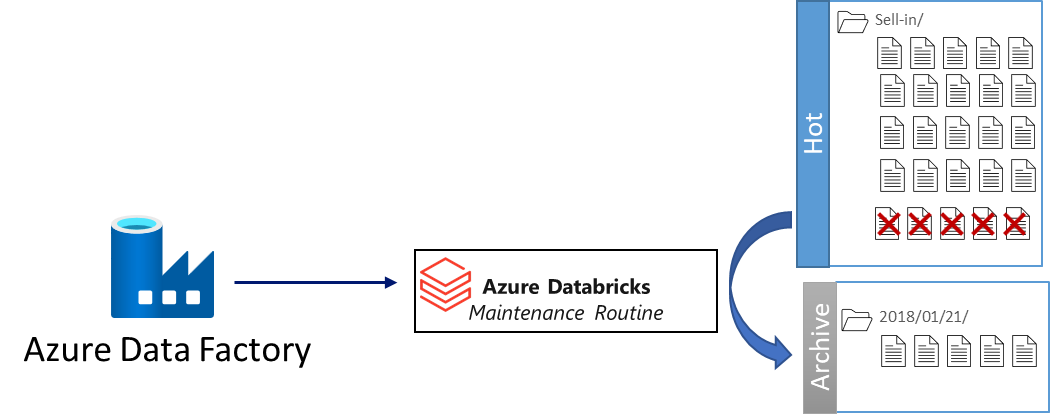 Sell-in/
Hot
Azure Databricks
Maintenance Routine
Azure Data Factory
Archive
2018/01/21/